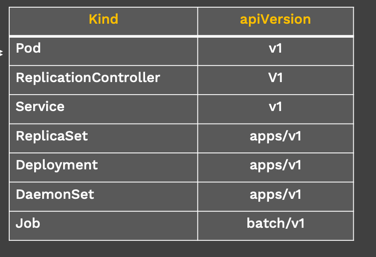 Kind apiVersion
Pod v1
ReplicationController V1
Service v1
ReplicaSet apps/v1
Deployment apps/v1
DaemonSet apps/v1
Job batch/v1